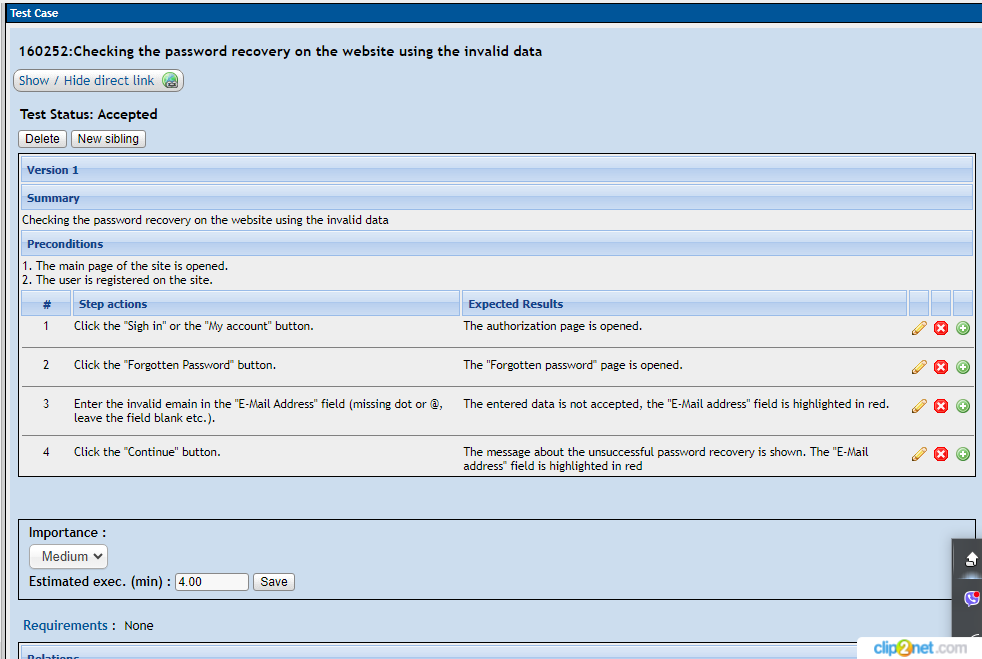 Test Case
160252:Checking the password recovery on the website using the invalid data
Show / Hide direct link
Test Status: Accepted
Delete New sibling
Version 1
Summary
Checking the password recovery on the website using the invalid data
Preconditions
1. The main page of the site is opened.
2. The user is registered on the site.
# Step actions Expected Results
1 Click the "Sigh in" or the "My account" button. The authorization page is opened.
2 Click the "Forgotten Password" button. The "Forgotten password" page is opened.
3 Enter the invalid emain in the "E-Mail Address" field (missing dot or @, The entered data is not accepted, the "E-Mail address" field is highlighted in red.
leave the field blank etc.).
4 Click the "Continue" button. The message about the unsuccessful password recovery is shown. The "E-Mail
address" field is highlighted in red
Importance :
Medium
Estimated exec. (min) : 4.00 Save
Requirements : None
Relations
clip2net.com